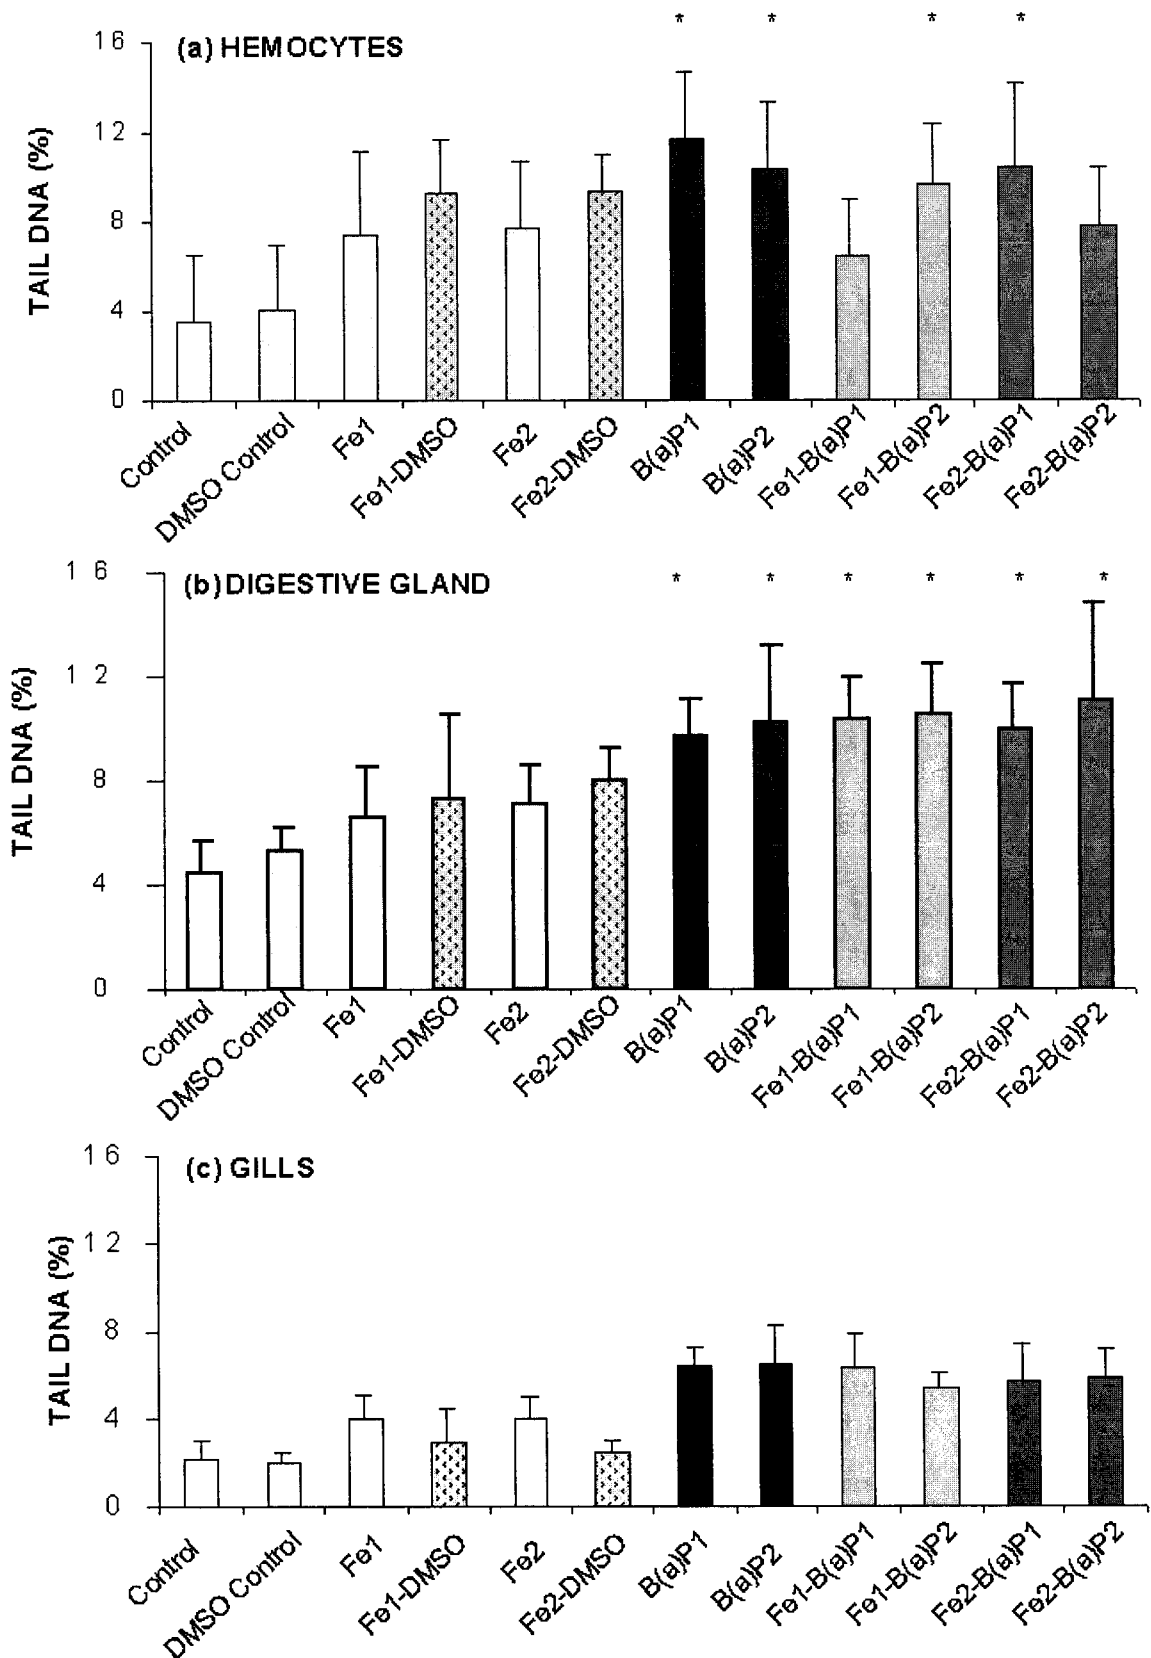 * * * *
16
(a) HEMOCYTES
12
8
4
0
TAIL DNA (%)
Control
DMSO Control
Fe1
Fe1-DMSO
Fe2
Fe2-DMSO
B(a)P1
B(a)P2
Fe1-B(a)P1
Fe1-B(a)P2
Fe2-B(a)P1
Fe2-B(a)P2
16
(b) DIGESTIVE GLAND
* * * * * *
12
8
4
0
TAIL DNA (%)
Control
DMSO Control
Fe1
Fe1-DMSO
Fe2
Fe2-DMSO
B(a)P1
B(a)P2
Fe1-B(a)P1
Fe1-B(a)P2
Fe2-B(a)P1
Fe2-B(a)P2
16
(c) GILLS
12
8
4
0
TAIL DNA (%)
Control
DMSO Control
Fe1
Fe1-DMSO
Fe2
Fe2-DMSO
B(a)P1
B(a)P2
Fe1-B(a)P1
Fe1-B(a)P2
Fe2-B(a)P1
Fe2-B(a)P2